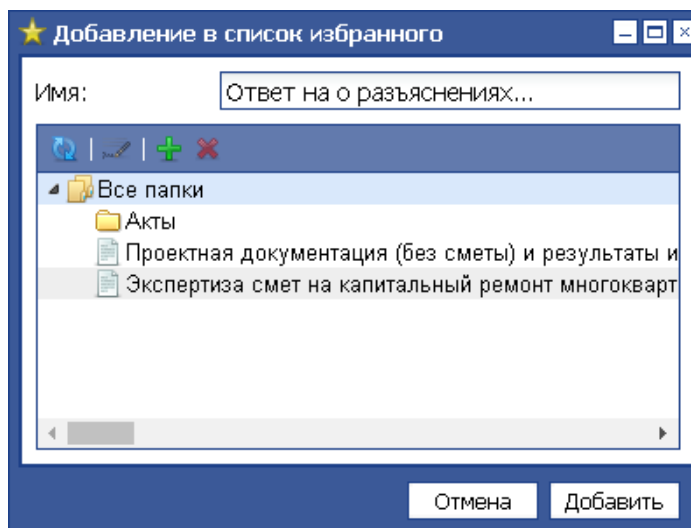 Добавление в список избранного
Имя: Ответ на о разъяснениях...
Все папки
Акты
Проектная документация (без сметы) и результаты и
Экспертиза смет на капитальный ремонт многокварт
Отмена Добавить